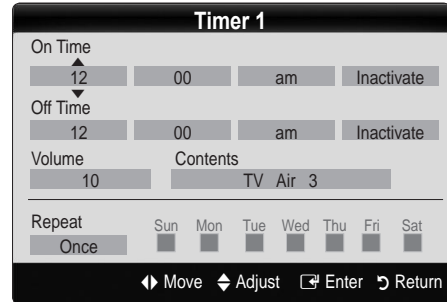 Timer 1
On Time
12 00 am Inactivate
Off Time
12 00 am Inactivate
Volume Contents
10 TV Air 3
Repeat Sun Mon Tue Wed Thu Fri Sat
Once
Move Adjust Enter Return